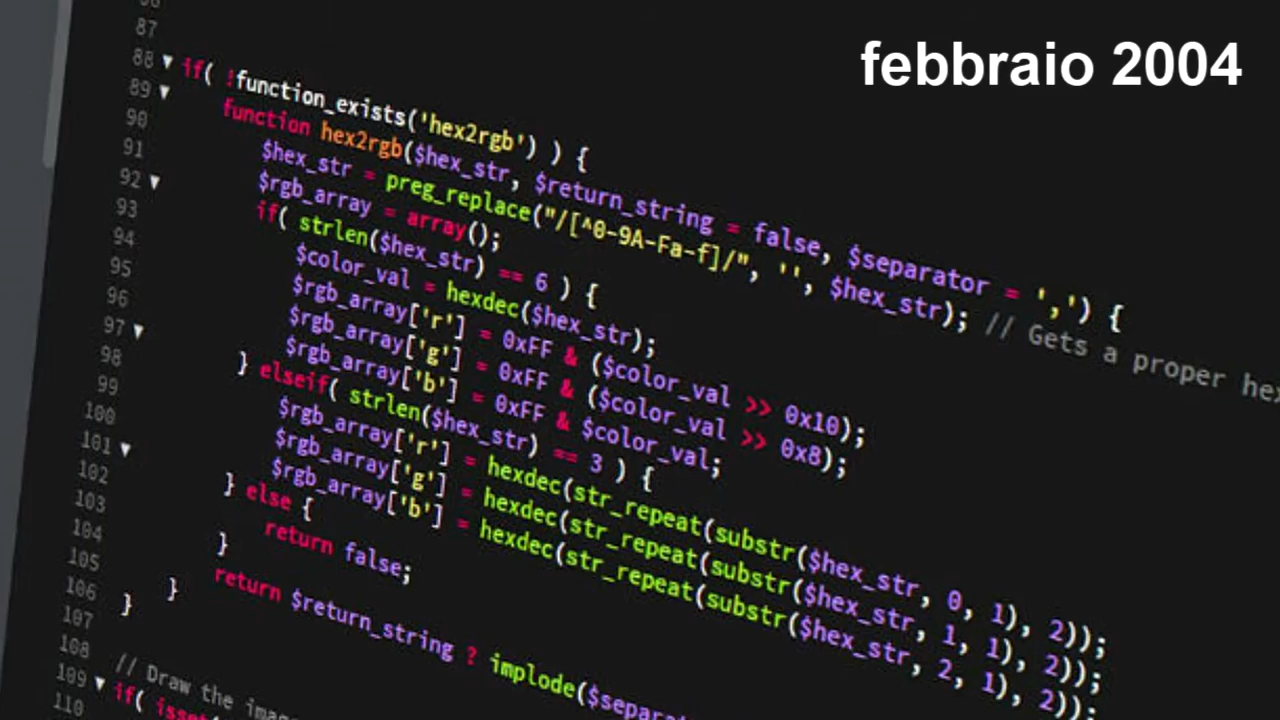 febbraio 2004
86
87
88 if( !function_exists('hex2rgb') ) {
89 function hex2rgb($hex_str, $return_string = false, $separator = ',') {
90 $hex_str = preg_replace("/[^0-9A-Fa-f]/", '', $hex_str); // Gets a proper hex
91 $rgb_array = array();
92 if( strlen($hex_str) == 6 ) {
93 $color_val = hexdec($hex_str);
94 $rgb_array['r'] = 0xFF & ($color_val >> 0x10);
95 $rgb_array['g'] = 0xFF & ($color_val >> 0x8);
96 $rgb_array['b'] = 0xFF & $color_val;
97 } elseif( strlen($hex_str) == 3 ) {
98 $rgb_array['r'] = hexdec(str_repeat(substr($hex_str, 0, 1), 2));
99 $rgb_array['g'] = hexdec(str_repeat(substr($hex_str, 1, 1), 2));
100 $rgb_array['b'] = hexdec(str_repeat(substr($hex_str, 2, 1), 2));
101 } else {
102 return false;
103 }
104 return $return_string ? implode($separat
105 }
106 }
107
108 // Draw the imag
109 if( isset(
110